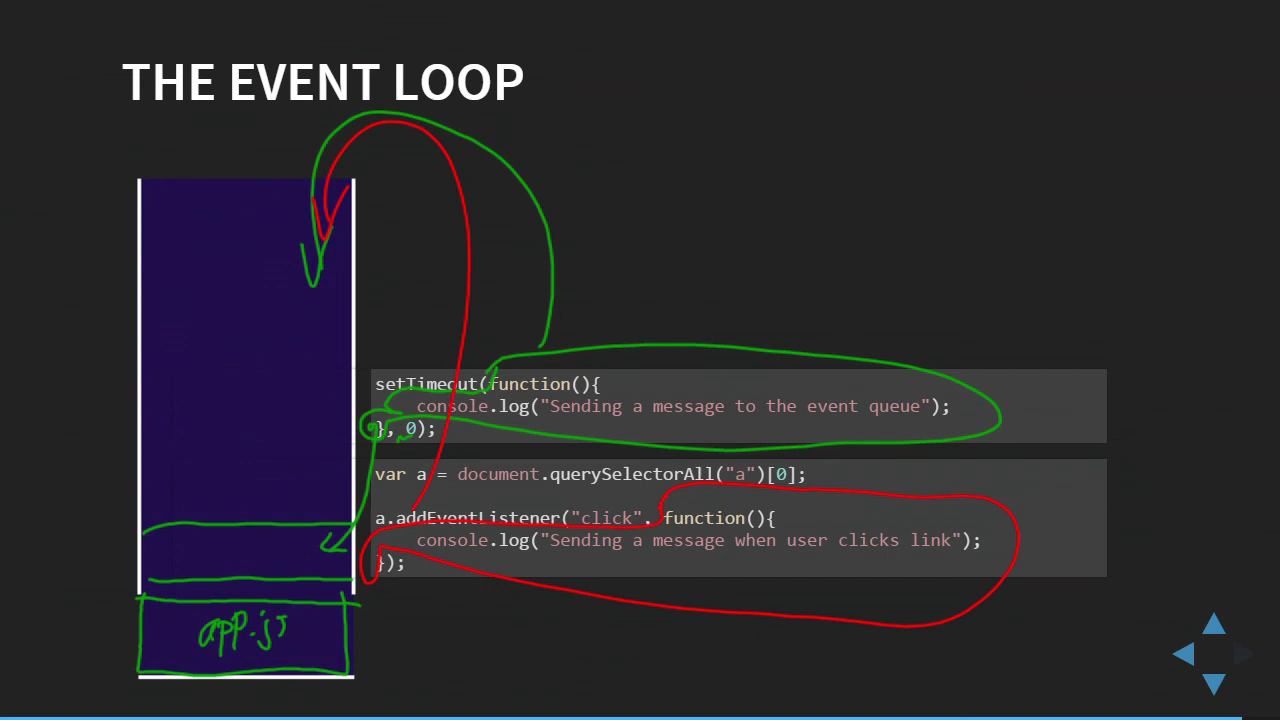 THE EVENT LOOP
setTimeout(function(){
console.log("Sending a message to the event queue");
}, 0);
var a = document.querySelectorAll("a")[0];
a.addEventListener("click", function(){
console.log("Sending a message when user clicks link");
});
app.js